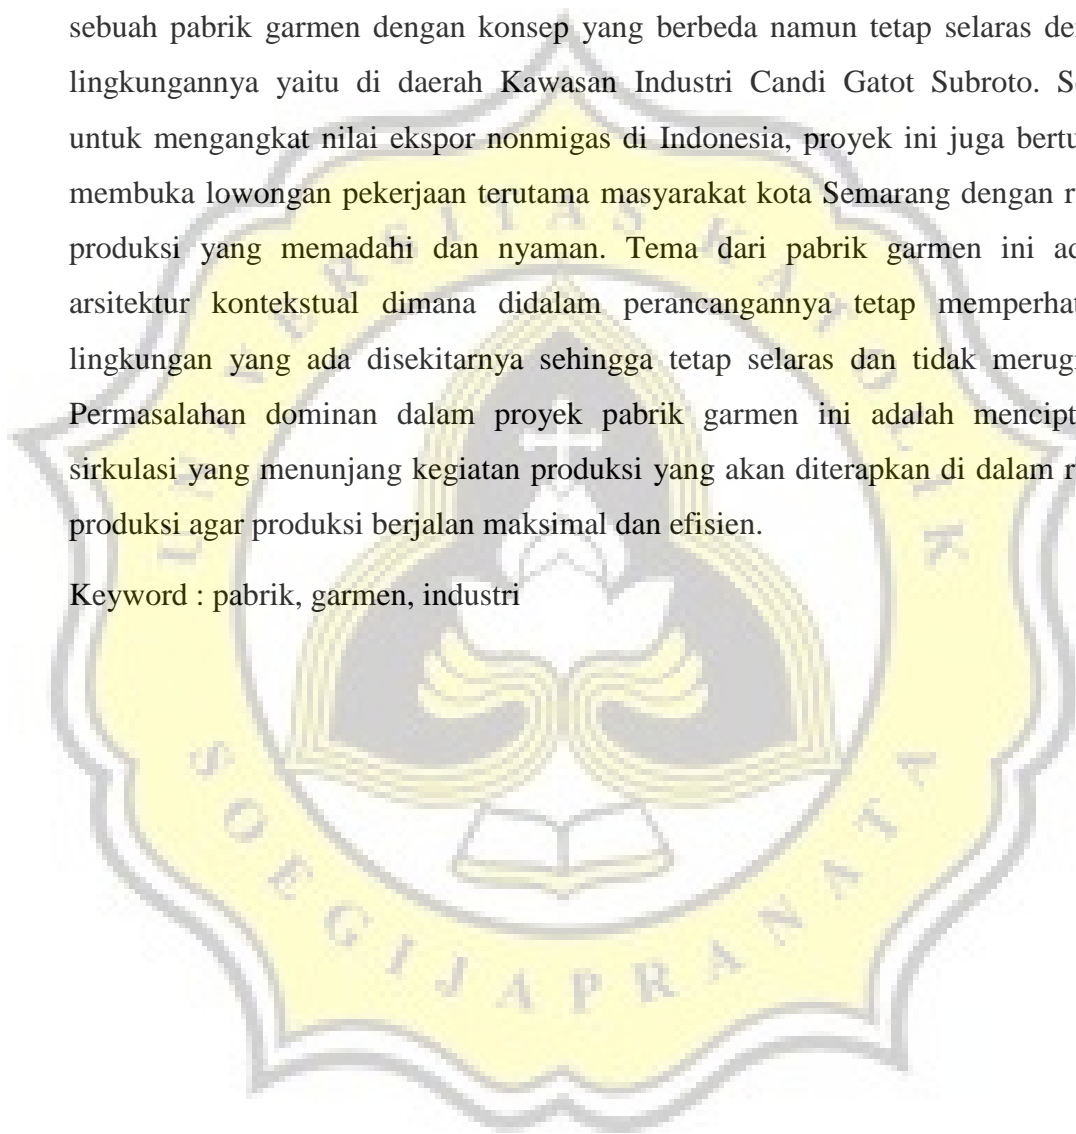 sebuah pabrik garmen dengan konsep yang berbeda namun tetap selaras de
lingkungannya yaitu di daerah Kawasan Industri Candi Gatot Subroto. S
untuk mengangkat nilai ekspor nonmigas di Indonesia, proyek ini juga bertu
membuka lowongan pekerjaan terutama masyarakat kota Semarang dengan r
produksi yang memadahi dan nyaman. Tema dari pabrik garmen ini ad
arsitektur kontekstual dimana didalam perancangannya tetap memperhat
lingkungan yang ada disekitarnya sehingga tetap selaras dan tidak merugi
Permasalahan dominan dalam proyek pabrik garmen ini adalah mencipt
sirkulasi yang menunjang kegiatan produksi yang akan diterapkan di dalam r
produksi agar produksi berjalan maksimal dan efisien.
Keyword : pabrik, garmen, industri
UNIVERSITAS KATOLIK
SOEGIJAPRANATA